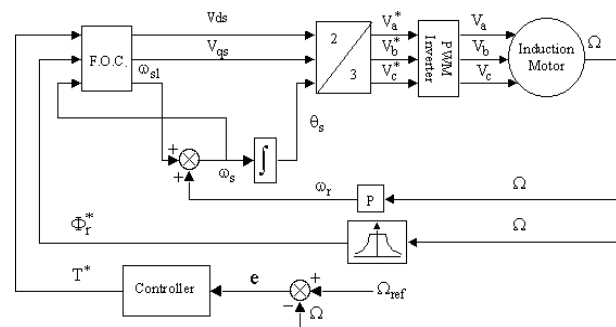 Vds
Vqs
ωsl
F.O.C.
2
3
Va*
Vb*
Vc*
PWM
Inverter
Va
Vb
Vc
Induction
Motor
Ω
θs
+
+
∫
ωs
ωr
P
Ω
Φr*
Ω
T*
Controller
e
+
−
Ωref
Ω